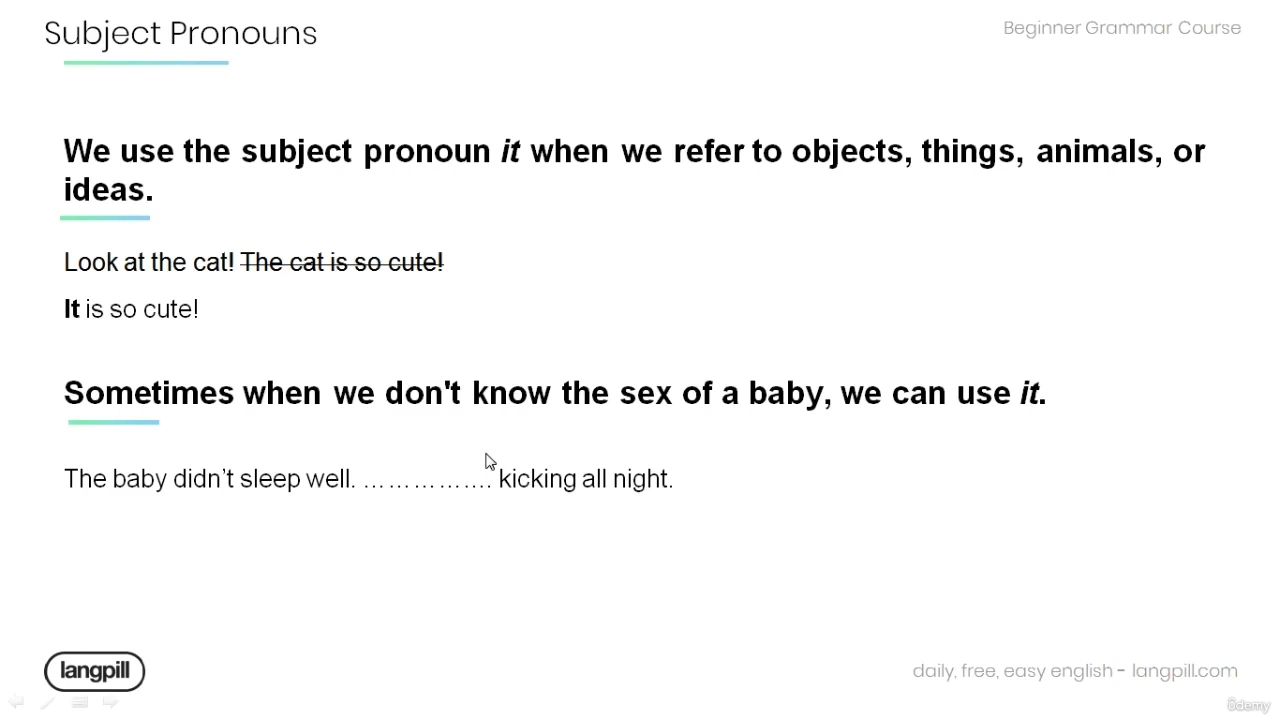 Subject Pronouns
Beginner Grammar Course
We use the subject pronoun it when we refer to objects, things, animals, or
ideas.
Look at the cat! The cat is so cute!
It is so cute!
Sometimes when we don't know the sex of a baby, we can use it.
The baby didn’t sleep well. ……………. kicking all night.
langpill
daily, free, easy english - langpill.com
ûdemy